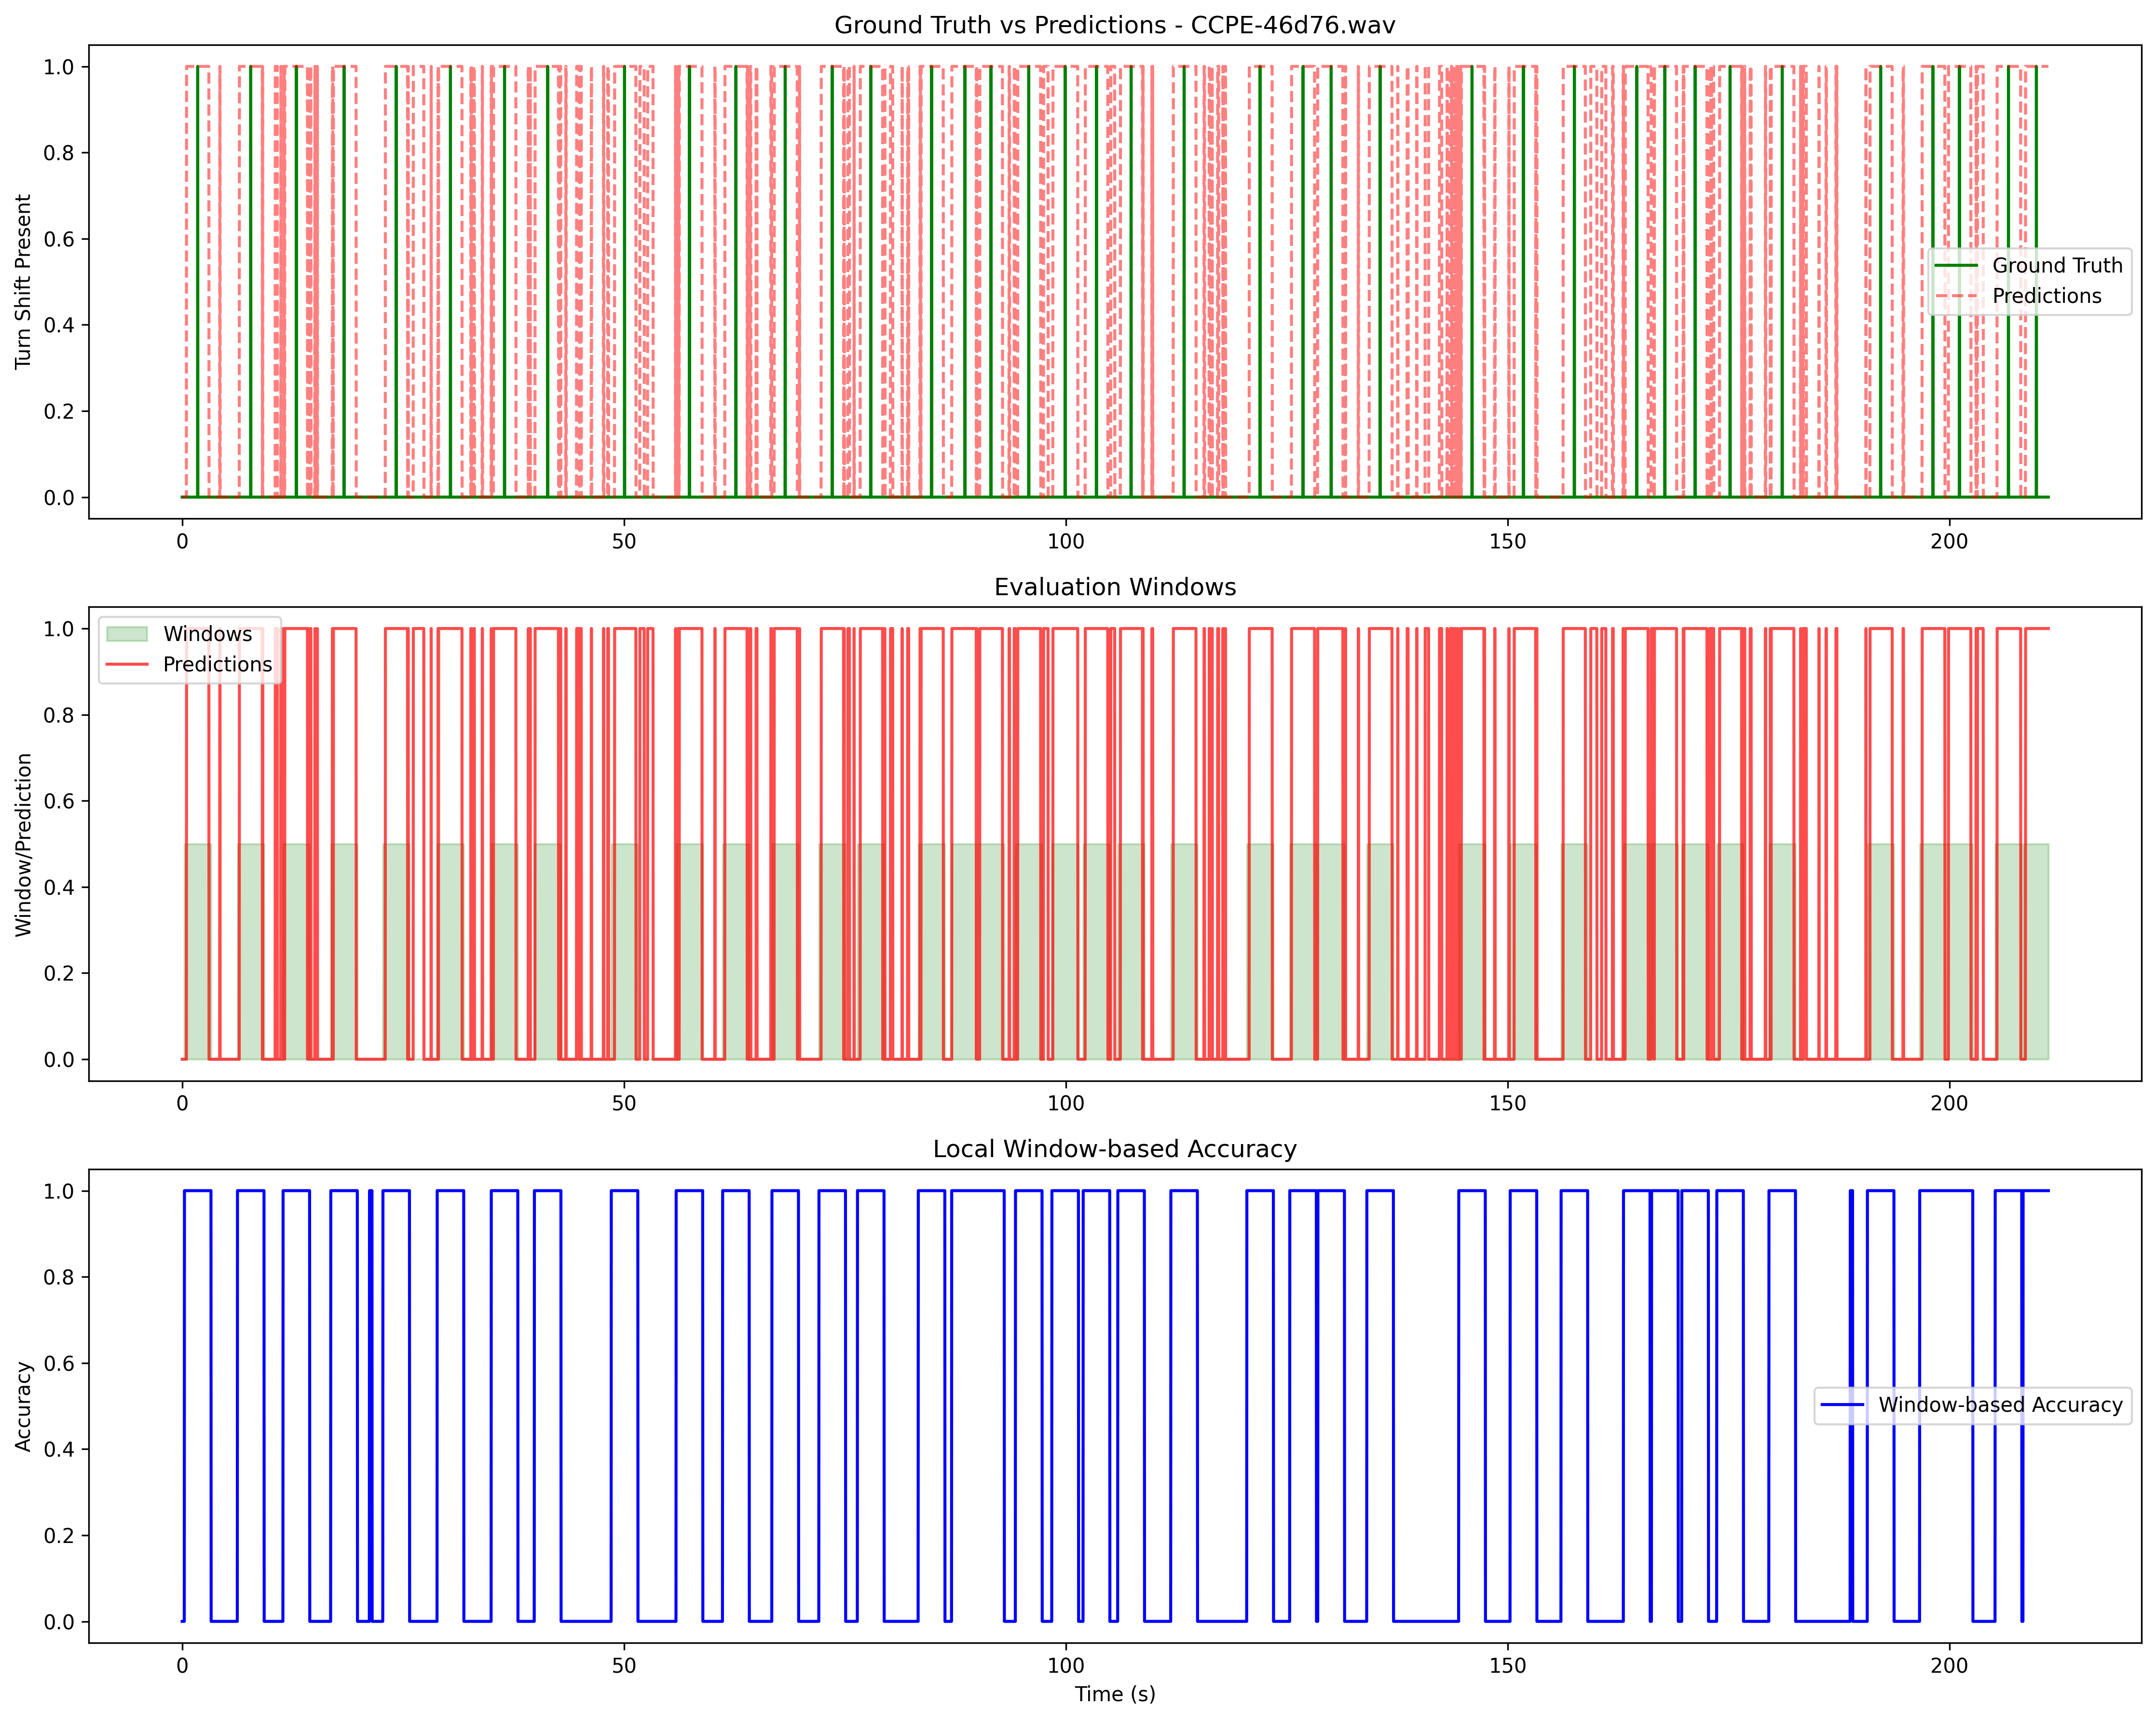 Ground Truth vs Predictions - CCPE-46d76.wav
1.0
0.8
0.6
0.4
0.2
0.0
Turn Shift Present
Ground Truth
Predictions
0 50 100 150 200
Evaluation Windows
1.0
0.8
0.6
0.4
0.2
0.0
Window/Prediction
Windows
Predictions
0 50 100 150 200
Local Window-based Accuracy
1.0
0.8
0.6
0.4
0.2
0.0
Accuracy
Window-based Accuracy
0 50 100 150 200
Time (s)